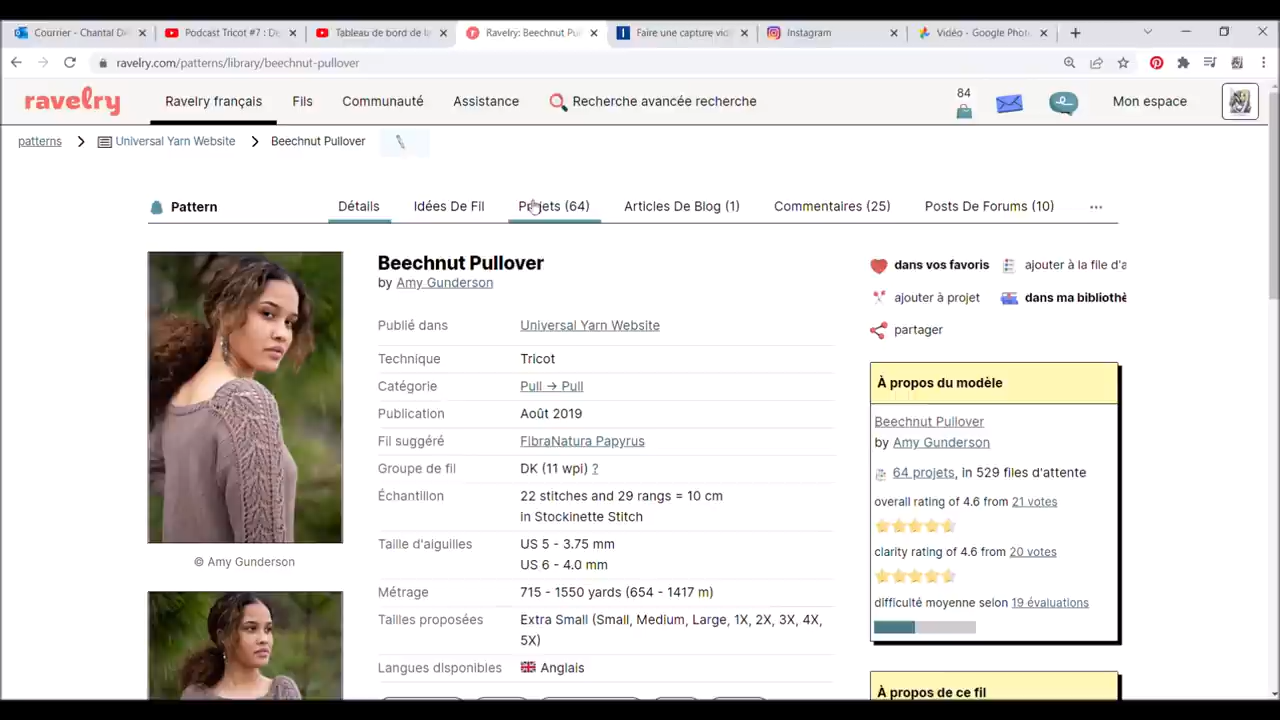 Courrier - Chantal D
Podcast Tricot #7 : D
Tableau de bord de la
Ravelry: Beechnut Pu
Faire une capture vid
Instagram
Vidéo - Google Photo
ravelry.com/patterns/library/beechnut-pullover
ravelry
Ravelry français
Fils
Communauté
Assistance
Recherche avancée recherche
84
Mon espace
patterns
Universal Yarn Website
Beechnut Pullover
Pattern
Détails
Idées De Fil
Projets (64)
Articles De Blog (1)
Commentaires (25)
Posts De Forums (10)
Beechnut Pullover
by Amy Gunderson
Publié dans Universal Yarn Website
Technique Tricot
Catégorie Pull → Pull
Publication Août 2019
Fil suggéré FibraNatura Papyrus
Groupe de fil DK (11 wpi) ?
Échantillon 22 stitches and 29 rangs = 10 cm
in Stockinette Stitch
Taille d'aiguilles US 5 - 3.75 mm
US 6 - 4.0 mm
Métrage 715 - 1550 yards (654 - 1417 m)
Tailles proposées Extra Small (Small, Medium, Large, 1X, 2X, 3X, 4X,
5X)
Langues disponibles Anglais
© Amy Gunderson
dans vos favoris
ajouter à la file d'a
ajouter à projet
dans ma bibliothè
partager
À propos du modèle
Beechnut Pullover
by Amy Gunderson
64 projets, in 529 files d'attente
overall rating of 4.6 from 21 votes
clarity rating of 4.6 from 20 votes
difficulté moyenne selon 19 évaluations
À propos de ce fil